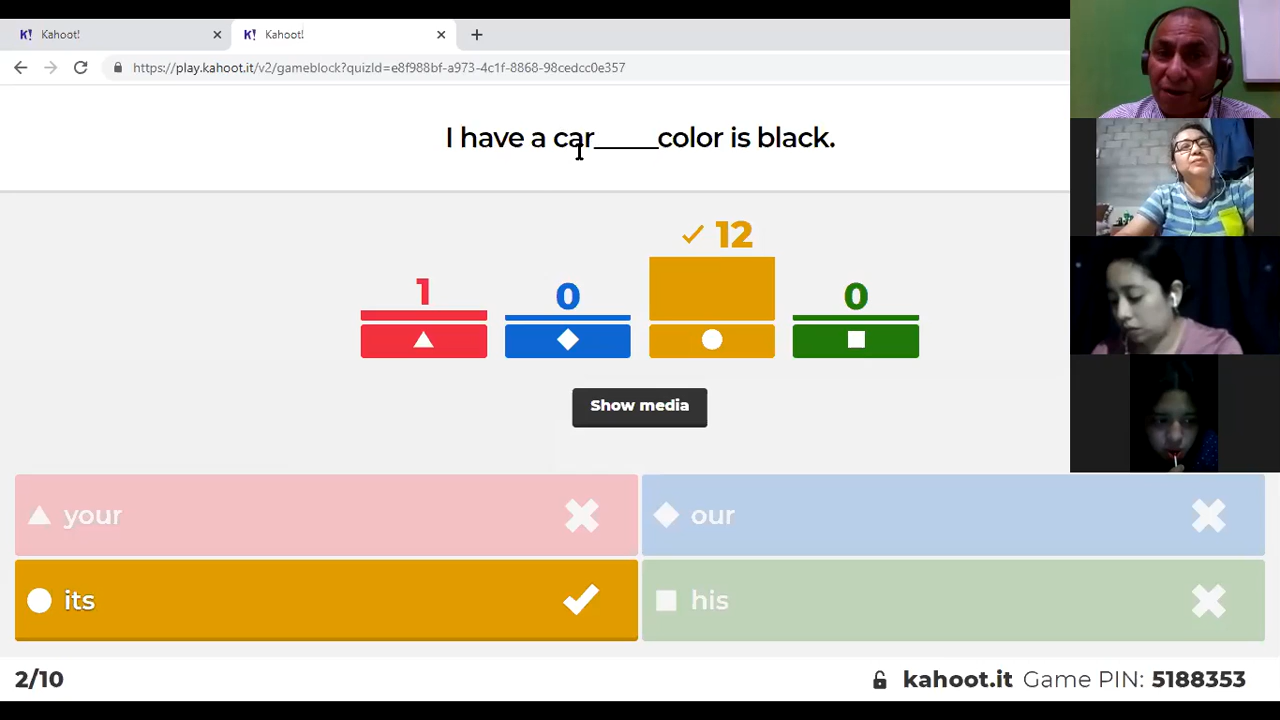 K! Kahoot!
K! Kahoot!
https://play.kahoot.it/v2/gameblock?quizId=e8f988bf-a973-4c1f-8868-98cedcc0e357
I have a car_____color is black.
1
0
12
0
Show media
your
our
its
his
2/10
kahoot.it Game PIN: 5188353